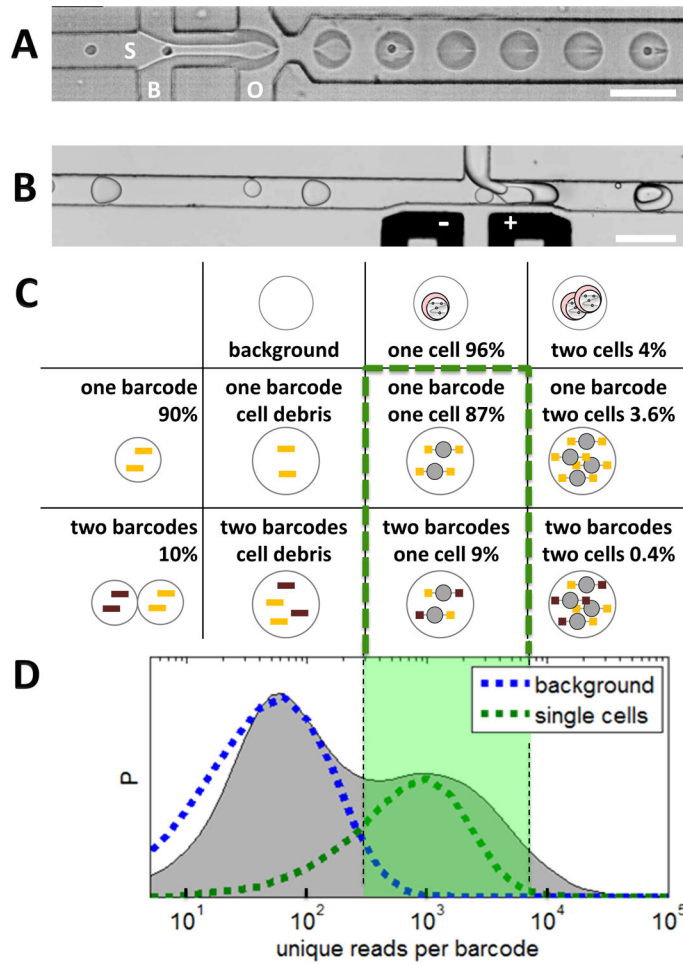 A
S
B
O
B
-
+
C
background
one cell 96%
two cells 4%
one barcode
90%
one barcode
cell debris
one barcode
one cell 87%
one barcode
two cells 3.6%
two barcodes
10%
two barcodes
cell debris
two barcodes
one cell 9%
two barcodes
two cells 0.4%
D
background
single cells
P
10¹
10²
10³
10⁴
10⁵
unique reads per barcode